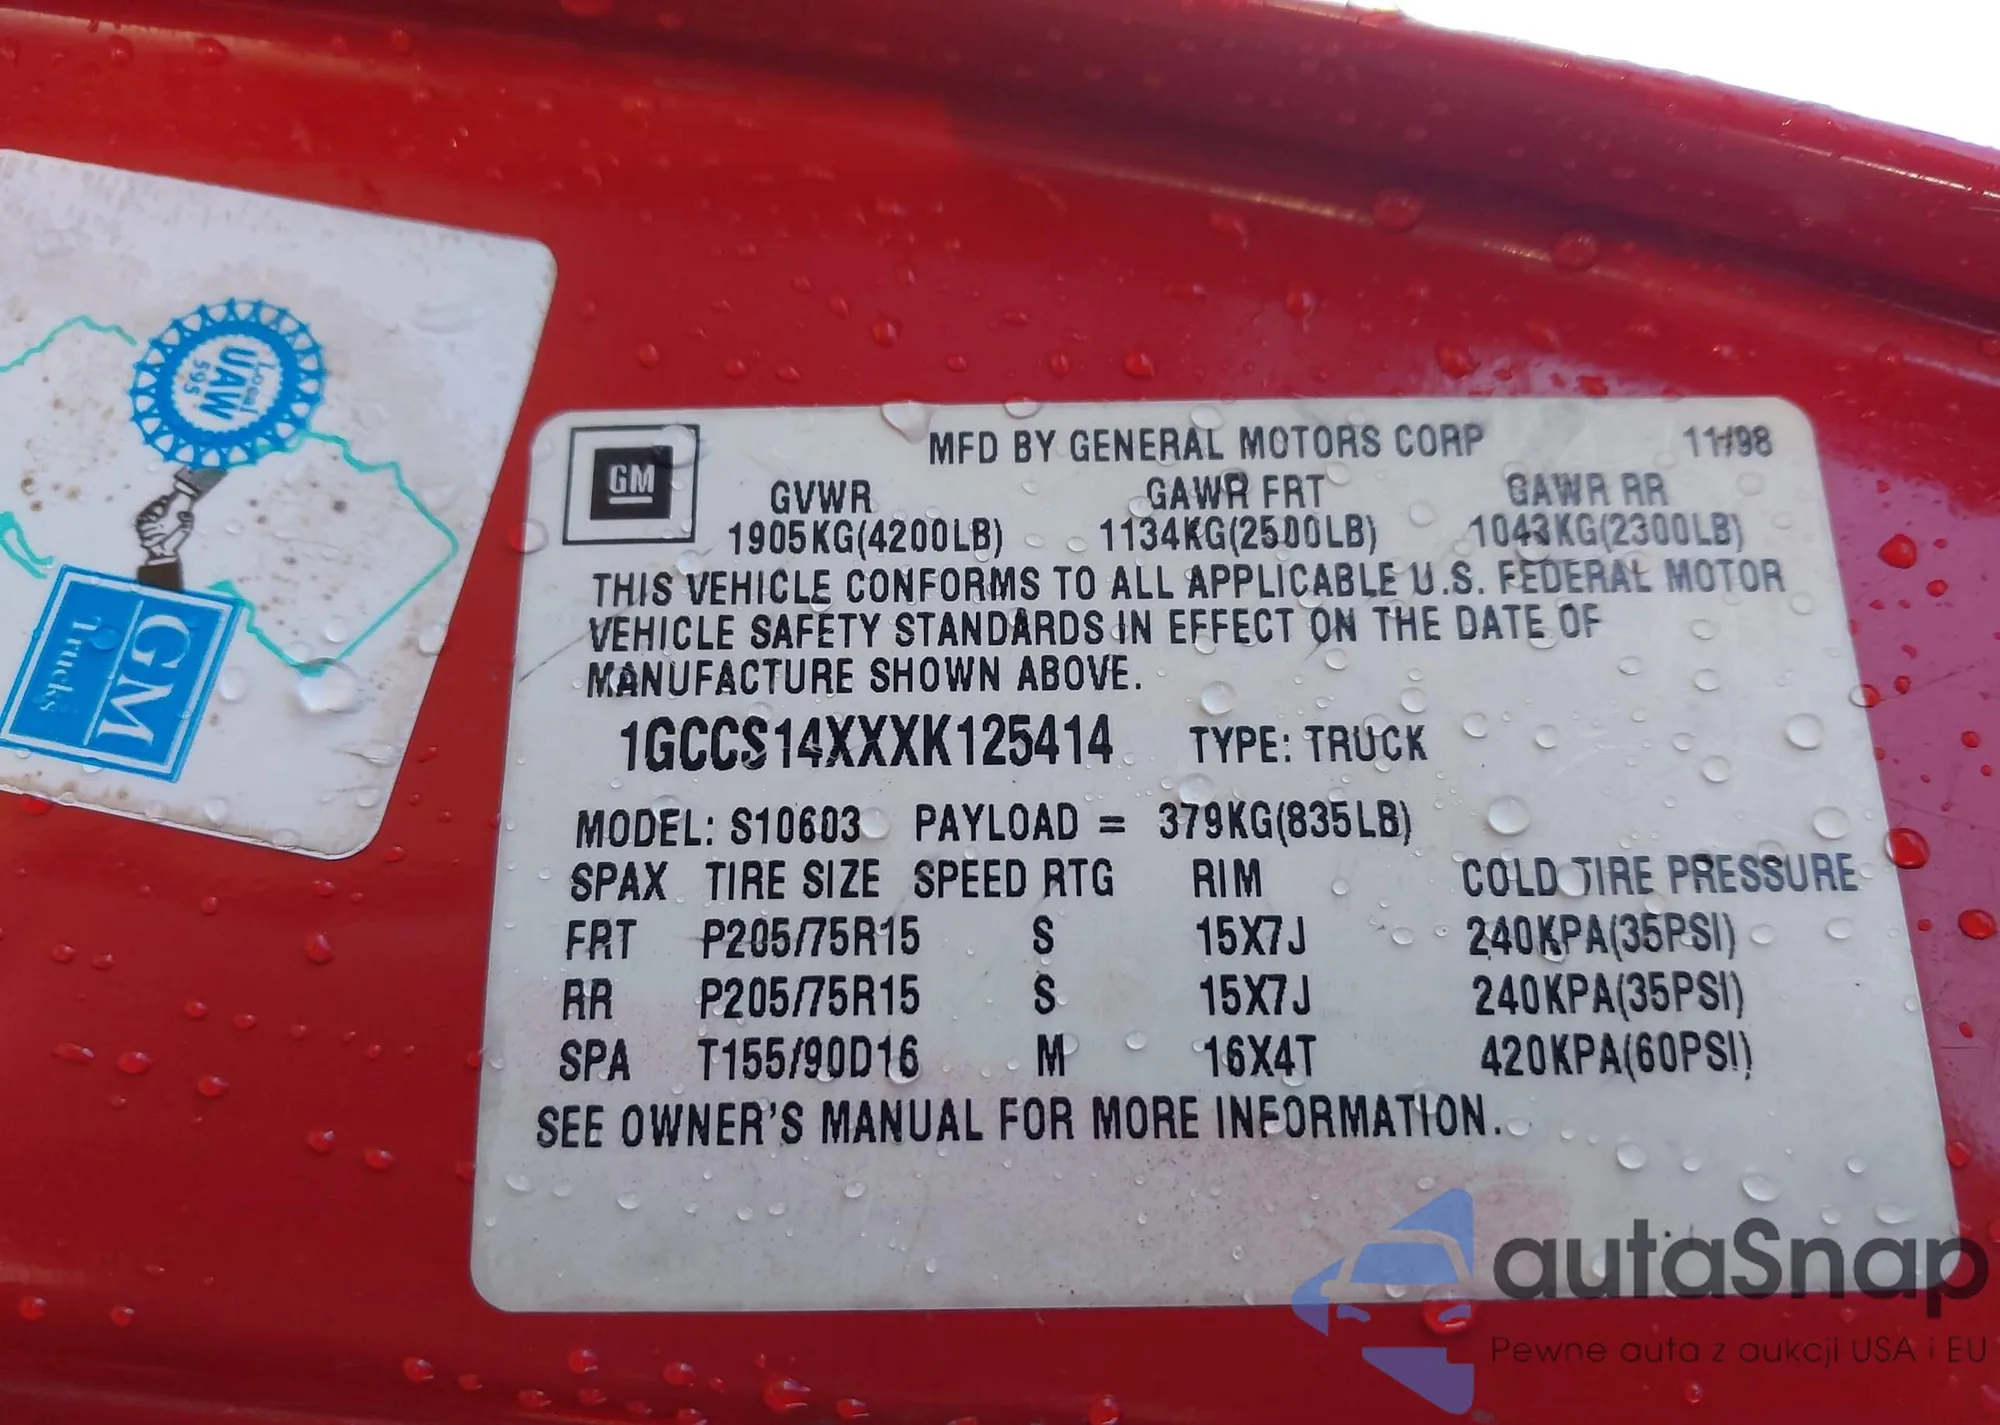 Local
UAW
595
GM
Trucks
GM
MFD BY GENERAL MOTORS CORP 11/98
GVWR GAWR FRT GAWR RR
1905KG(4200LB) 1134KG(2500LB) 1043KG(2300LB)
THIS VEHICLE CONFORMS TO ALL APPLICABLE U.S. FEDERAL MOTOR
VEHICLE SAFETY STANDARDS IN EFFECT ON THE DATE OF
MANUFACTURE SHOWN ABOVE.
1GCCS14XXXK125414 TYPE: TRUCK
MODEL: S10603 PAYLOAD = 379KG(835LB)
SPAX TIRE SIZE SPEED RTG RIM COLD TIRE PRESSURE
FRT P205/75R15 S 15X7J 240KPA(35PSI)
RR P205/75R15 S 15X7J 240KPA(35PSI)
SPA T155/90D16 M 16X4T 420KPA(60PSI)
SEE OWNER'S MANUAL FOR MORE INFORMATION.
autaSnap
Pewne auta z aukcji USA i EU